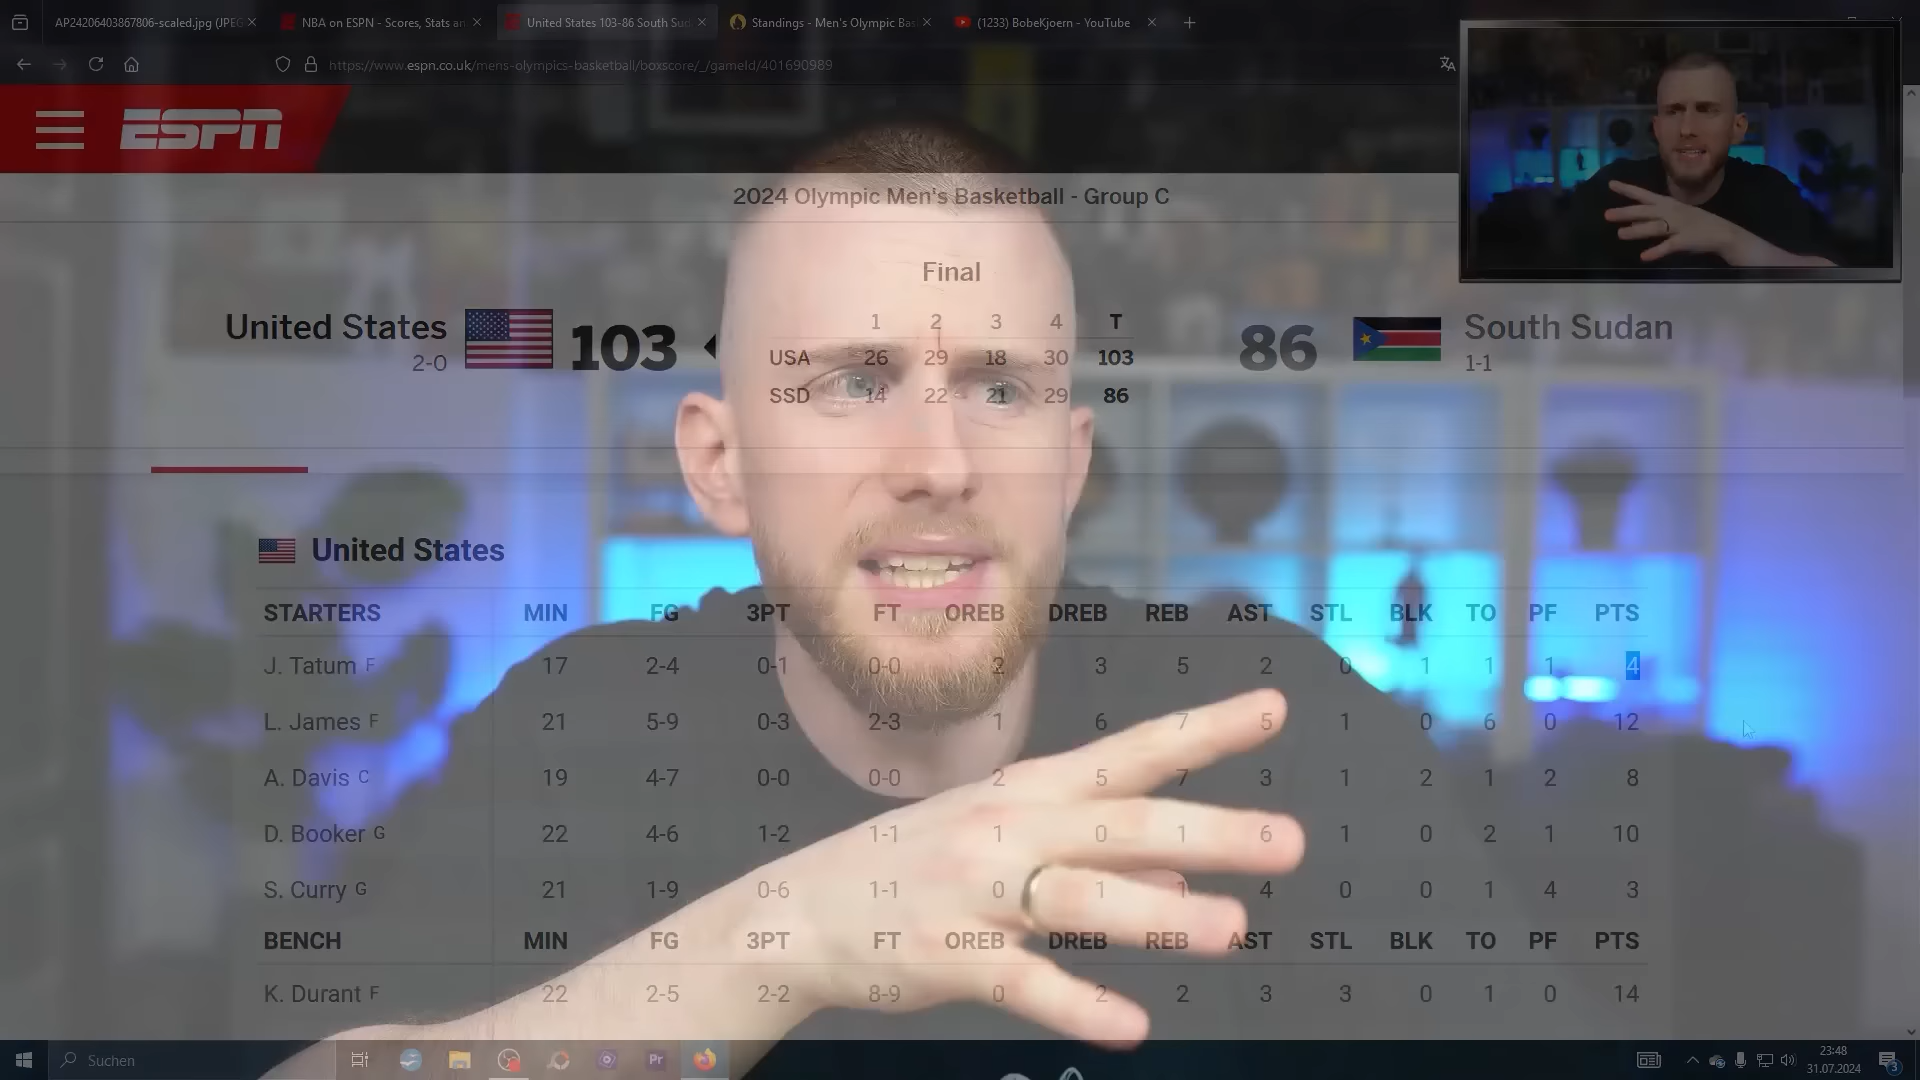 AP24206403867806-scaled.jpg (JPEG
NBA on ESPN - Scores, Stats an
United States 103-86 South Sud
Standings - Men's Olympic Bas
(1233) BobeKjoern - YouTube
https://www.espn.co.uk/mens-olympics-basketball/boxscore/_/gameId/401690989
ESPN
2024 Olympic Men's Basketball - Group C
Final
United States 2-0 103
1 2 3 4 T
USA 26 29 18 30 103
SSD 14 22 21 29 86
86 South Sudan 1-1
United States
STARTERS MIN FG 3PT FT OREB DREB REB AST STL BLK TO PF PTS
J. Tatum F 17 2-4 0-1 0-0 2 3 5 2 0 1 1 1 4
L. James F 21 5-9 0-3 2-3 1 6 7 5 1 0 6 0 12
A. Davis C 19 4-7 0-0 0-0 2 5 7 3 1 2 1 2 8
D. Booker G 22 4-6 1-2 1-1 1 0 1 6 1 0 2 1 10
S. Curry G 21 1-9 0-6 1-1 0 1 1 4 0 0 1 4 3
BENCH MIN FG 3PT FT OREB DREB REB AST STL BLK TO PF PTS
K. Durant F 22 2-5 2-2 8-9 0 2 2 3 3 0 1 0 14
Suchen
Pr
23:48
31.07.2024
3